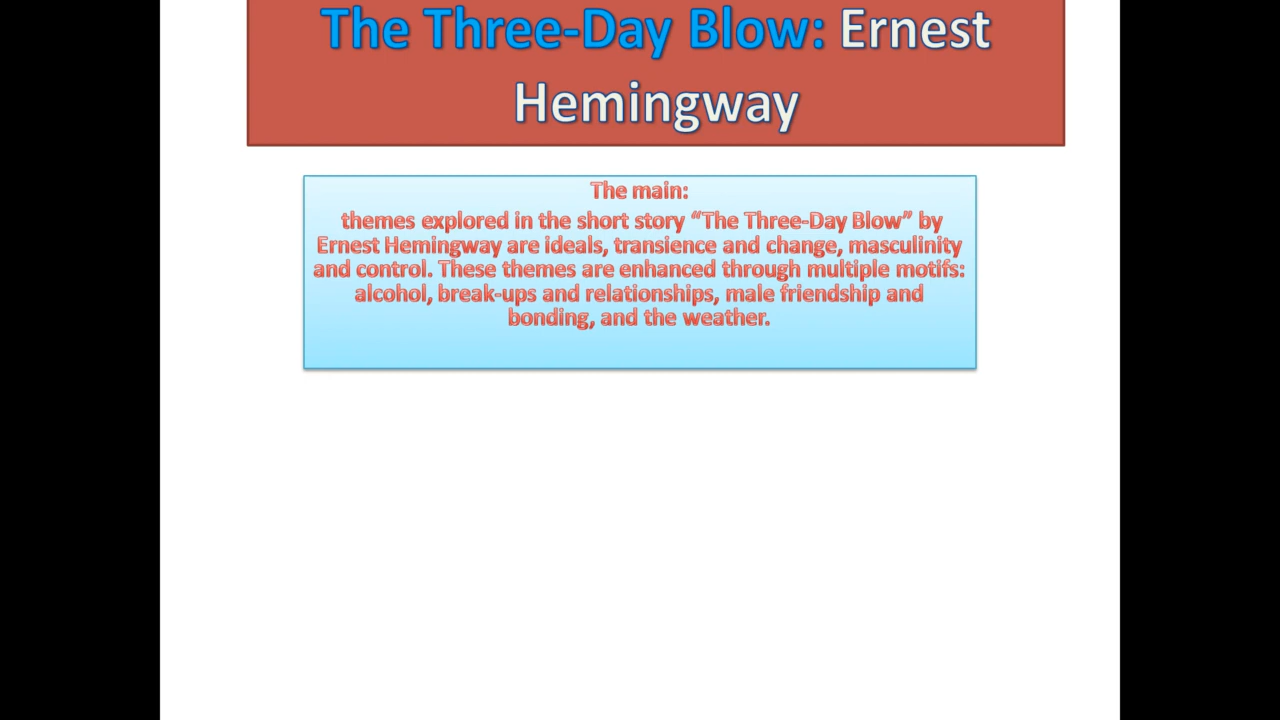 The Three-Day Blow: Ernest
Hemingway
The main:
themes explored in the short story “The Three-Day Blow” by
Ernest Hemingway are ideals, transience and change, masculinity
and control. These themes are enhanced through multiple motifs:
alcohol, break-ups and relationships, male friendship and
bonding, and the weather.